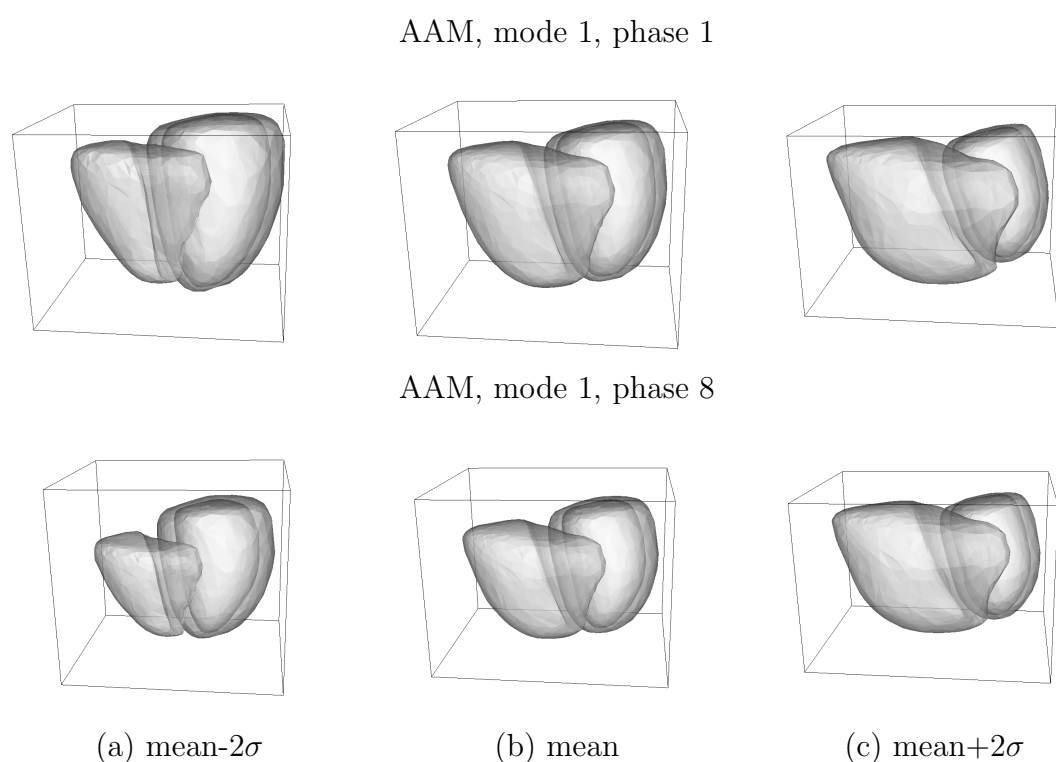 AAM, mode 1, phase 1
AAM, mode 1, phase 8
(a) mean-2σ (b) mean (c) mean+2σ